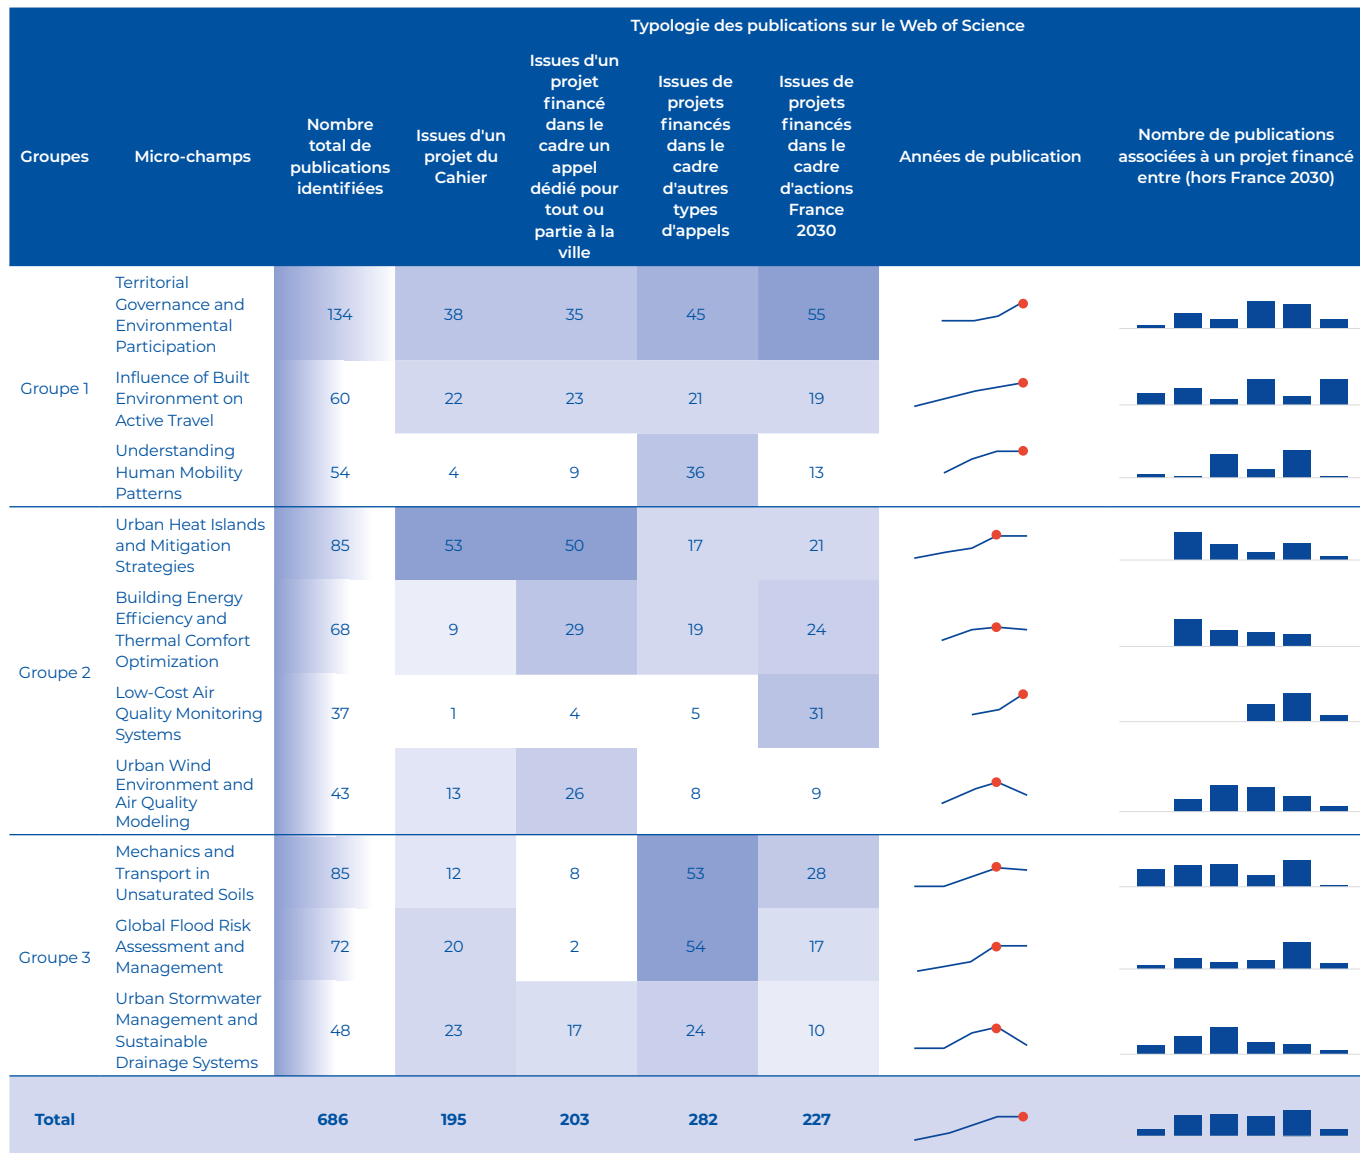 Typologie des publications sur le Web of Science
Groupes
Micro-champs
Nombre
total de
publications
identifiées
Issues d'un
projet du
Cahier
Issues d'un
projet
financé
dans le
cadre un
appel
dédié pour
tout ou
partie à la
ville
Issues de
projets
financés
dans le
cadre
d'autres
types
d'appels
Issues de
projets
financés
dans le
cadre
d'actions
France
2030
Années de publication
Nombre de publications
associées à un projet financé
entre (hors France 2030)
Groupe 1
Territorial
Governance and
Environmental
Participation
134 38 35 45 55
Influence of Built
Environment on
Active Travel
60 22 23 21 19
Understanding
Human Mobility
Patterns
54 4 9 36 13
Groupe 2
Urban Heat Islands
and Mitigation
Strategies
85 53 50 17 21
Building Energy
Efficiency and
Thermal Comfort
Optimization
68 9 29 19 24
Low-Cost Air
Quality Monitoring
Systems
37 1 4 5 31
Urban Wind
Environment and
Air Quality
Modeling
43 13 26 8 9
Groupe 3
Mechanics and
Transport in
Unsaturated Soils
85 12 8 53 28
Global Flood Risk
Assessment and
Management
72 20 2 54 17
Urban Stormwater
Management and
Sustainable
Drainage Systems
48 23 17 24 10
Total 686 195 203 282 227